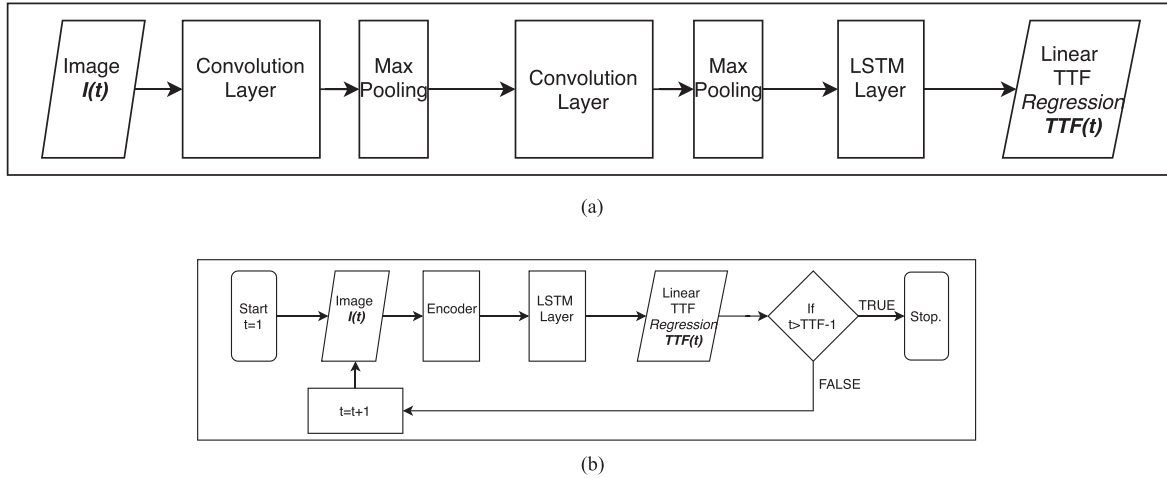 Image
I(t)
Convolution
Layer
Max
Pooling
Convolution
Layer
Max
Pooling
LSTM
Layer
Linear
TTF
Regression
TTF(t)
(a)
Start
t=1
Image
I(t)
Encoder
LSTM
Layer
Linear
TTF
Regression
TTF(t)
If
t>TTF-1
TRUE
Stop.
FALSE
t=t+1
(b)